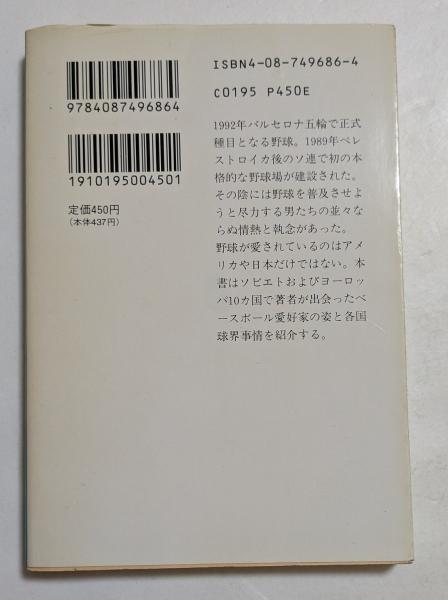 ISBN4-08-749686-4
C0195 P450E
9784087496864
1910195004501
定価450円
（本体437円）
1992年バルセロナ五輪で正式
種目となる野球。1989年ペレ
ストロイカ後のソ連で初の本
格的な野球場が建設された。
その陰には野球を普及させよ
うと尽力する男たちの並々な
らぬ情熱と執念があった。
野球が愛されているのはアメ
リカや日本だけではない。本
書はソビエトおよびヨーロッ
パ10カ国で著者が出会ったベ
ースボール愛好家の姿と各国
球界事情を紹介する。